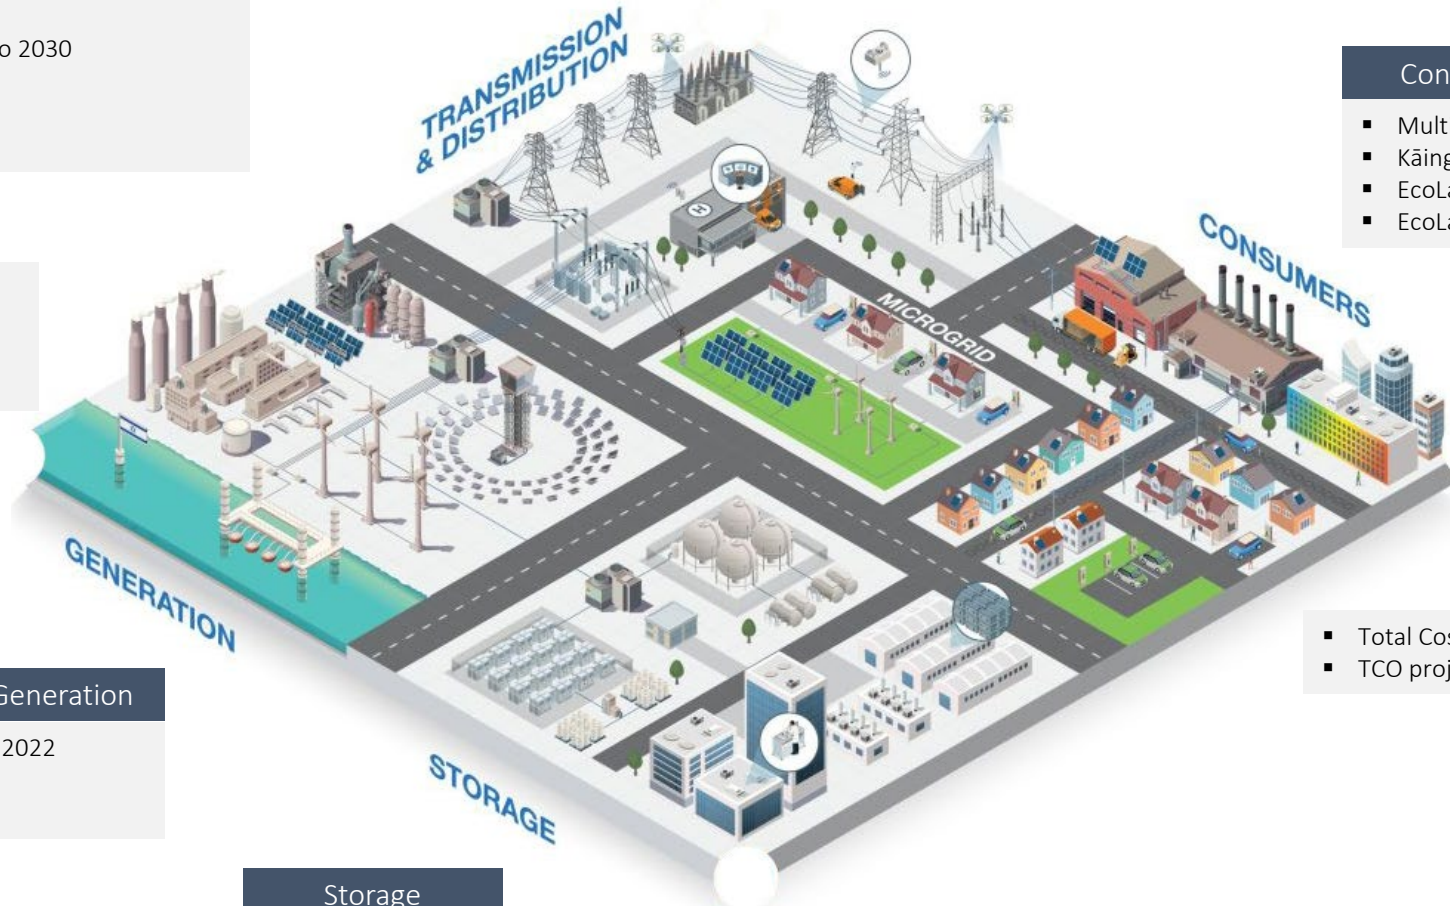 o 2030
TRANSMISSION
& DISTRIBUTION
Con
▪ Mult
▪ Kāing
▪ EcoLa
▪ EcoLa
CONSUMERS
MICROGRID
GENERATION
▪ Total Cos
▪ TCO proj
Generation
2022
STORAGE
Storage